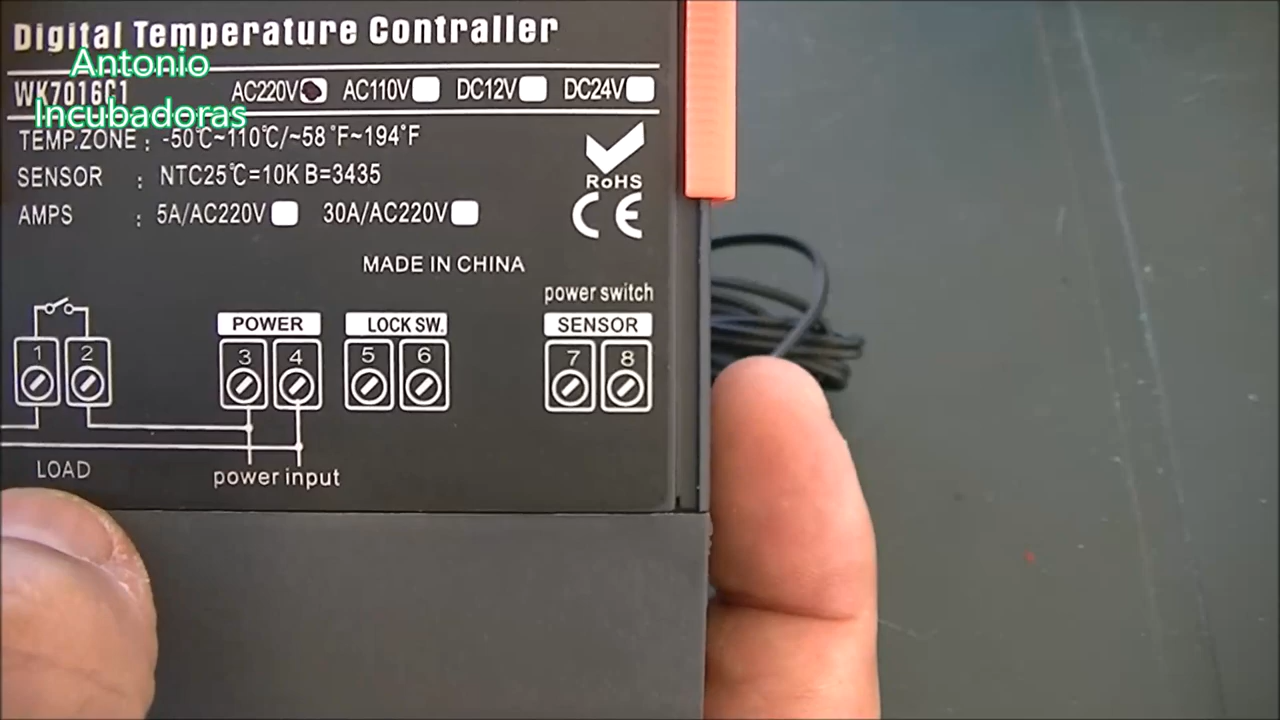 Digital Temperature Contraller
Antonio
WK7016C1 AC220V AC110V DC12V DC24V
Incubadoras
TEMP.ZONE : -50℃~110℃/~58°F~194°F
SENSOR : NTC25℃=10K B=3435
RoHS
AMPS : 5A/AC220V 30A/AC220V
CE
MADE IN CHINA
power switch
POWER LOCK SW. SENSOR
1 2 3 4 5 6 7 8
LOAD
power input